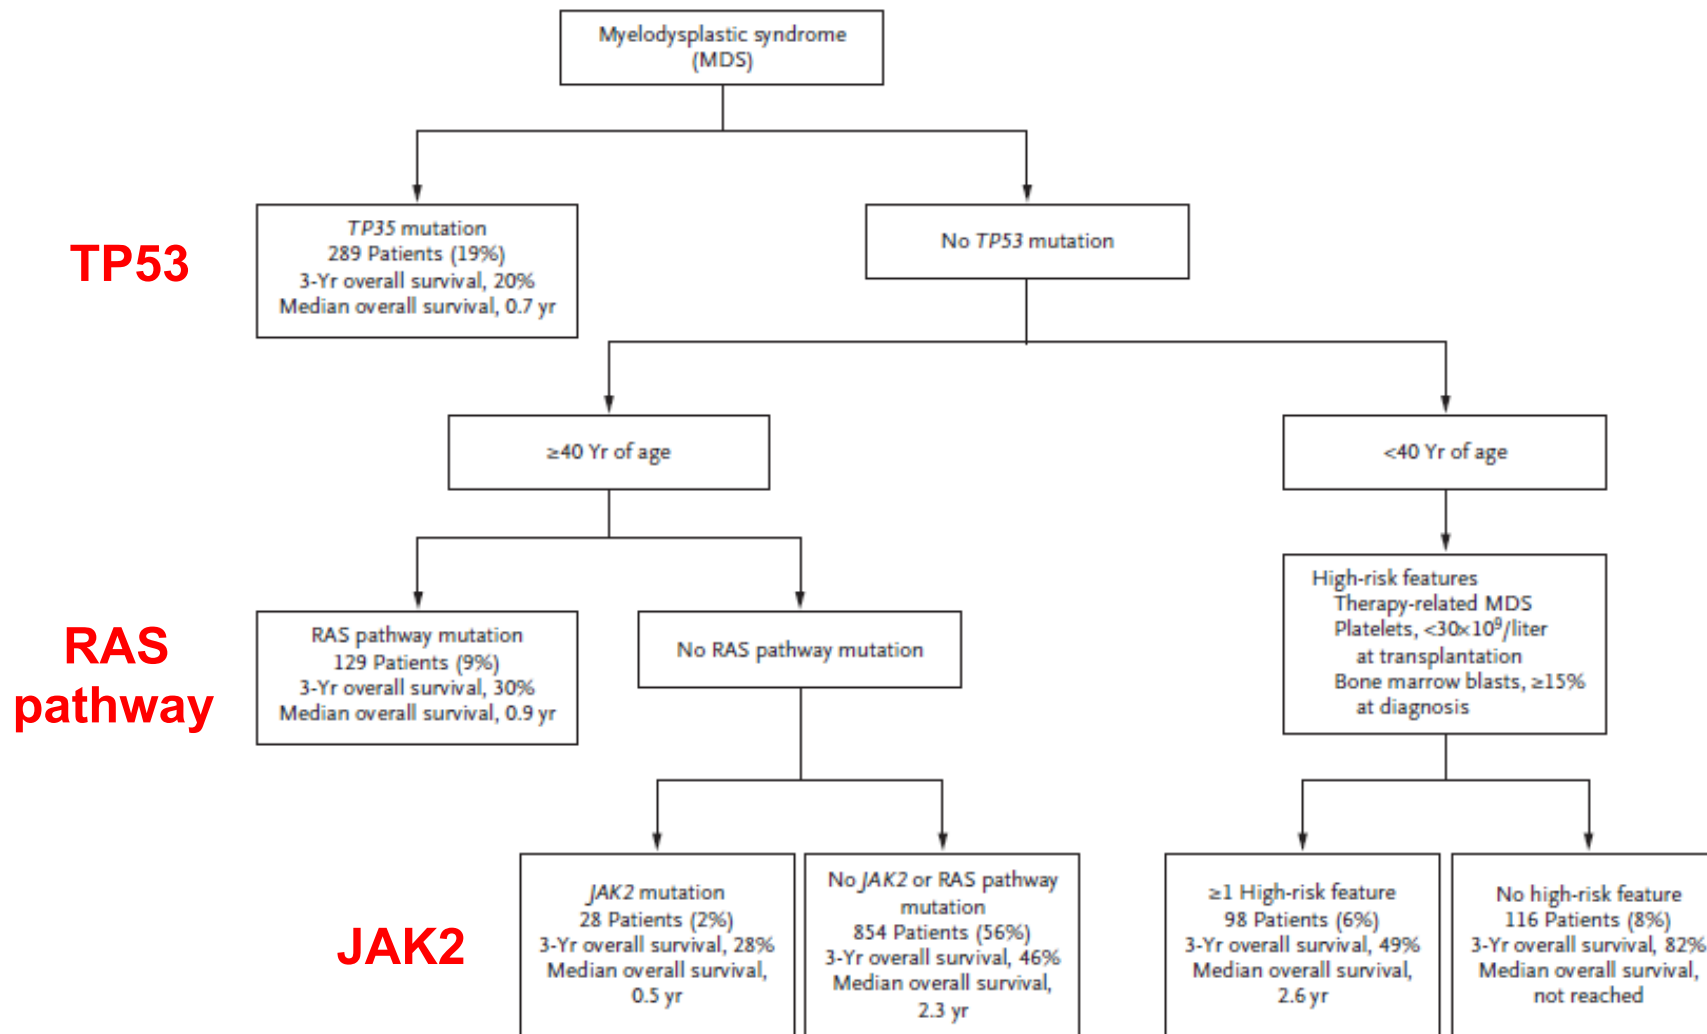 Myelodysplastic syndrome
(MDS)
TP53
TP35 mutation
289 Patients (19%)
3-Yr overall survival, 20%
Median overall survival, 0.7 yr
No TP53 mutation
≥40 Yr of age
<40 Yr of age
RAS
pathway
RAS pathway mutation
129 Patients (9%)
3-Yr overall survival, 30%
Median overall survival, 0.9 yr
No RAS pathway mutation
High-risk features
Therapy-related MDS
Platelets, <30×10⁹/liter
at transplantation
Bone marrow blasts, ≥15%
at diagnosis
JAK2
JAK2 mutation
28 Patients (2%)
3-Yr overall survival, 28%
Median overall survival,
0.5 yr
No JAK2 or RAS pathway
mutation
854 Patients (56%)
3-Yr overall survival, 46%
Median overall survival,
2.3 yr
≥1 High-risk feature
98 Patients (6%)
3-Yr overall survival, 49%
Median overall survival,
2.6 yr
No high-risk feature
116 Patients (8%)
3-Yr overall survival, 82%
Median overall survival,
not reached